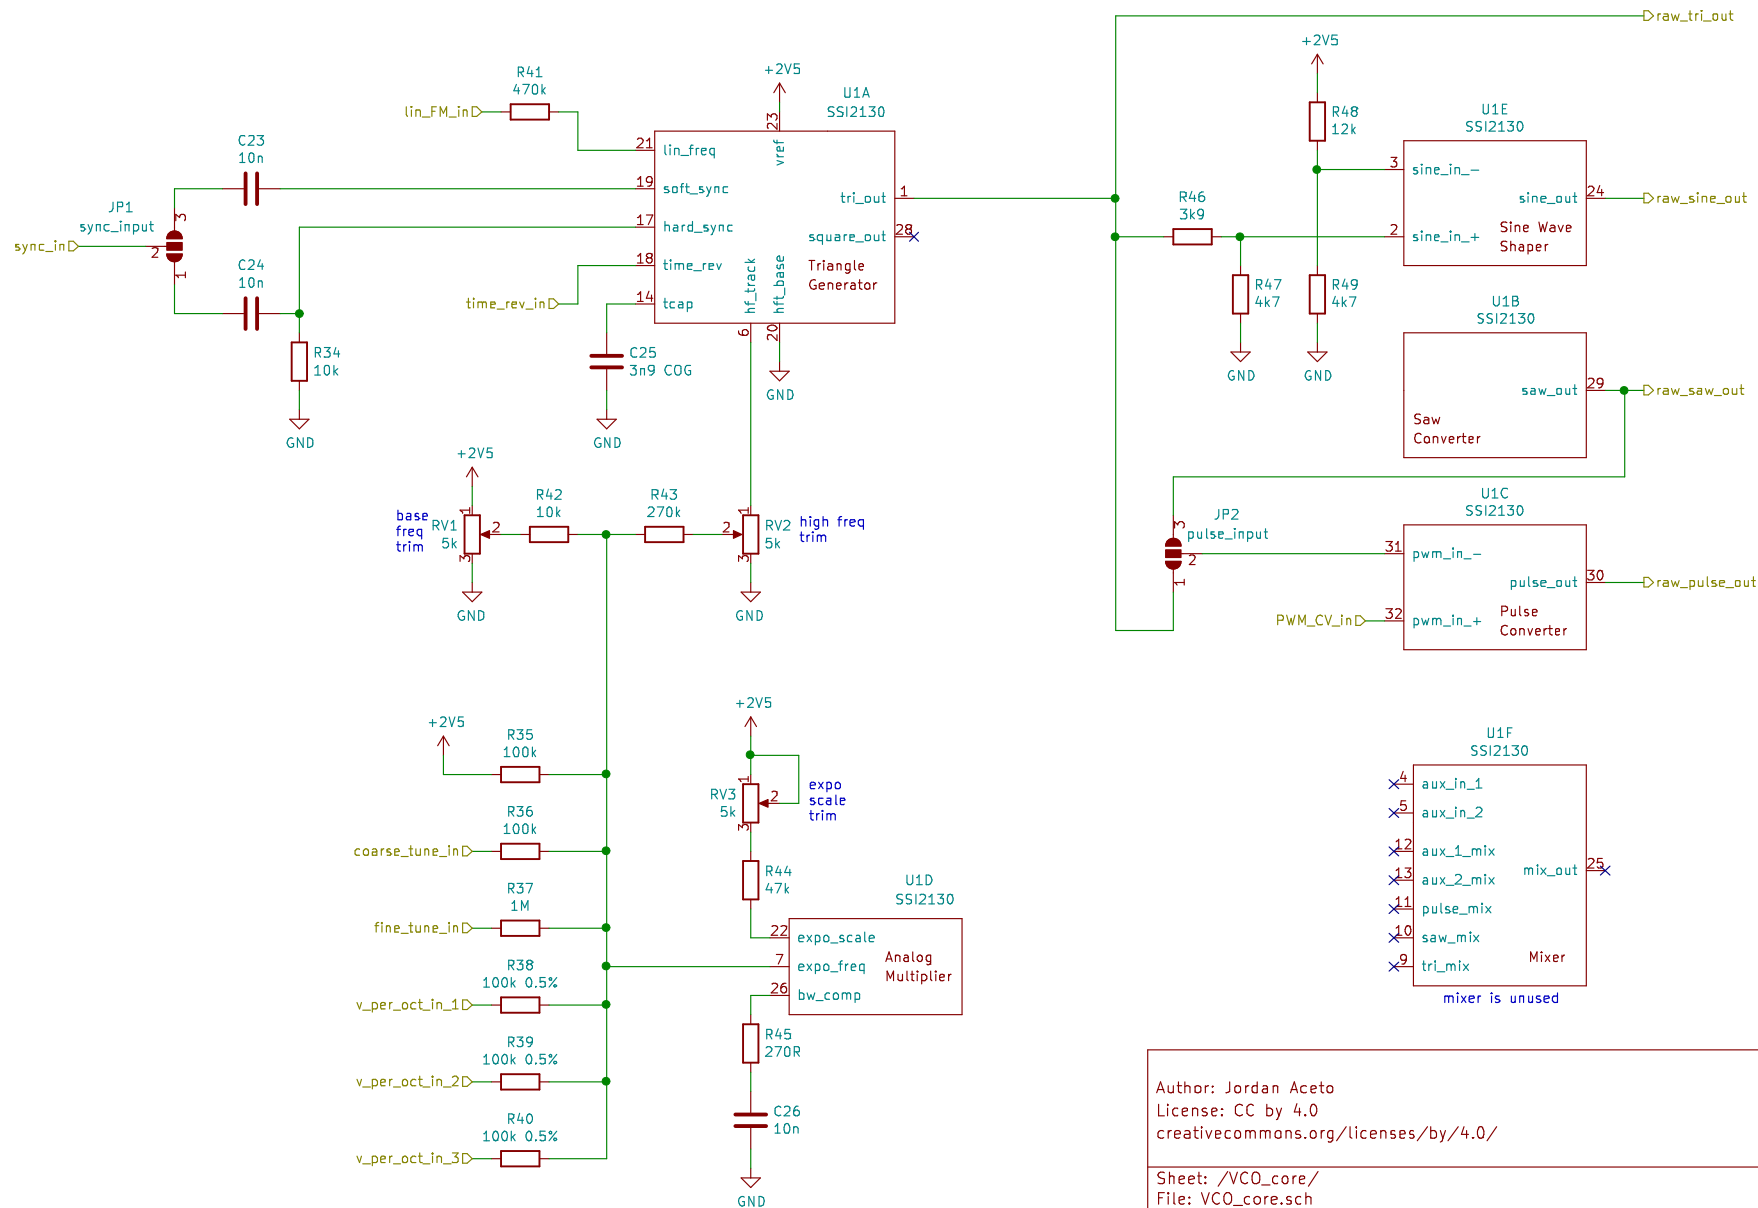 raw_tri_out
+2V5
R41
470k
lin_FM_in
+2V5
U1A
SSI2130
23
vref
21
lin_freq
19
soft_sync
17
hard_sync
18
time_rev
14
tcap
tri_out
1
square_out
28
Triangle
Generator
hf_track
hft_base
6
20
GND
C23
10n
JP1
sync_input
3
sync_in
2
1
C24
10n
R34
10k
GND
time_rev_in
C25
3n9 COG
GND
R48
12k
U1E
SSI2130
3
sine_in_-
sine_out
24
raw_sine_out
2
sine_in_+
Sine Wave
Shaper
R46
3k9
R47
4k7
R49
4k7
GND
GND
U1B
SSI2130
saw_out
29
raw_saw_out
Saw
Converter
+2V5
base
freq
trim
RV1
5k
1
2
3
GND
R42
10k
R43
270k
1
2
3
RV2
5k
high freq
trim
GND
JP2
pulse_input
3
2
1
U1C
SSI2130
31
pwm_in_-
pulse_out
30
raw_pulse_out
PWM_CV_in
32
pwm_in_+
Pulse
Converter
+2V5
R35
100k
R36
100k
coarse_tune_in
R37
1M
fine_tune_in
R38
100k 0.5%
v_per_oct_in_1
R39
100k 0.5%
v_per_oct_in_2
R40
100k 0.5%
v_per_oct_in_3
+2V5
RV3
5k
1
2
3
expo
scale
trim
R44
47k
U1D
SSI2130
22
expo_scale
7
expo_freq
26
bw_comp
Analog
Multiplier
R45
270R
C26
10n
GND
U1F
SSI2130
4
aux_in_1
5
aux_in_2
12
aux_1_mix
13
aux_2_mix
11
pulse_mix
10
saw_mix
9
tri_mix
mix_out
25
Mixer
mixer is unused
Author: Jordan Aceto
License: CC by 4.0
creativecommons.org/licenses/by/4.0/
Sheet: /VCO_core/
File: VCO_core.sch